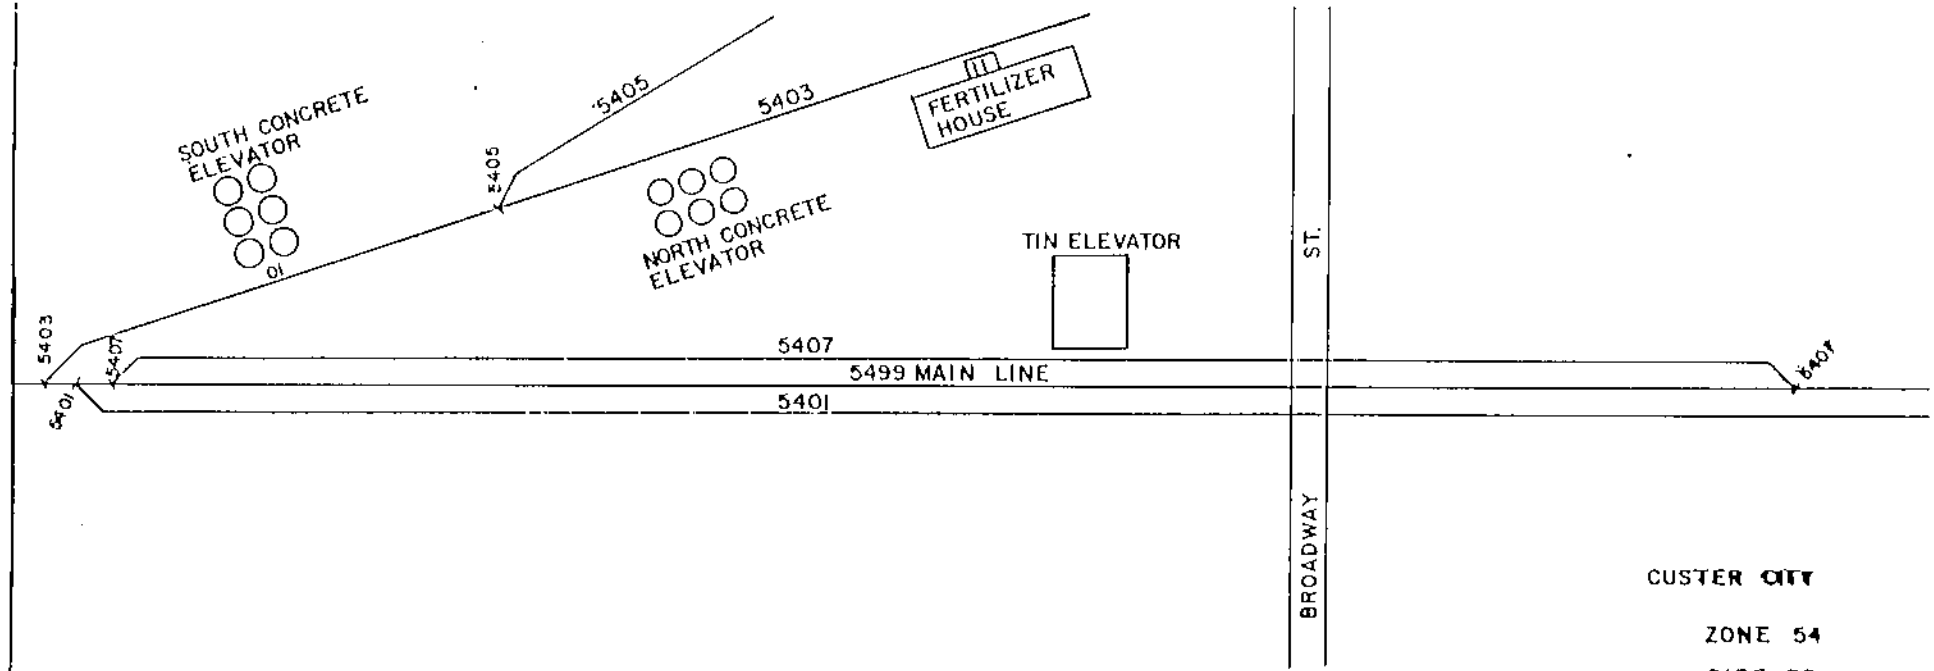 SOUTH CONCRETE
ELEVATOR
01
5405
5405
5403
11
FERTILIZER
HOUSE
NORTH CONCRETE
ELEVATOR
TIN ELEVATOR
ST.
BROADWAY
5403
5407
5401
5407
5499 MAIN LINE
5401
5407
CUSTER CITY
ZONE 54